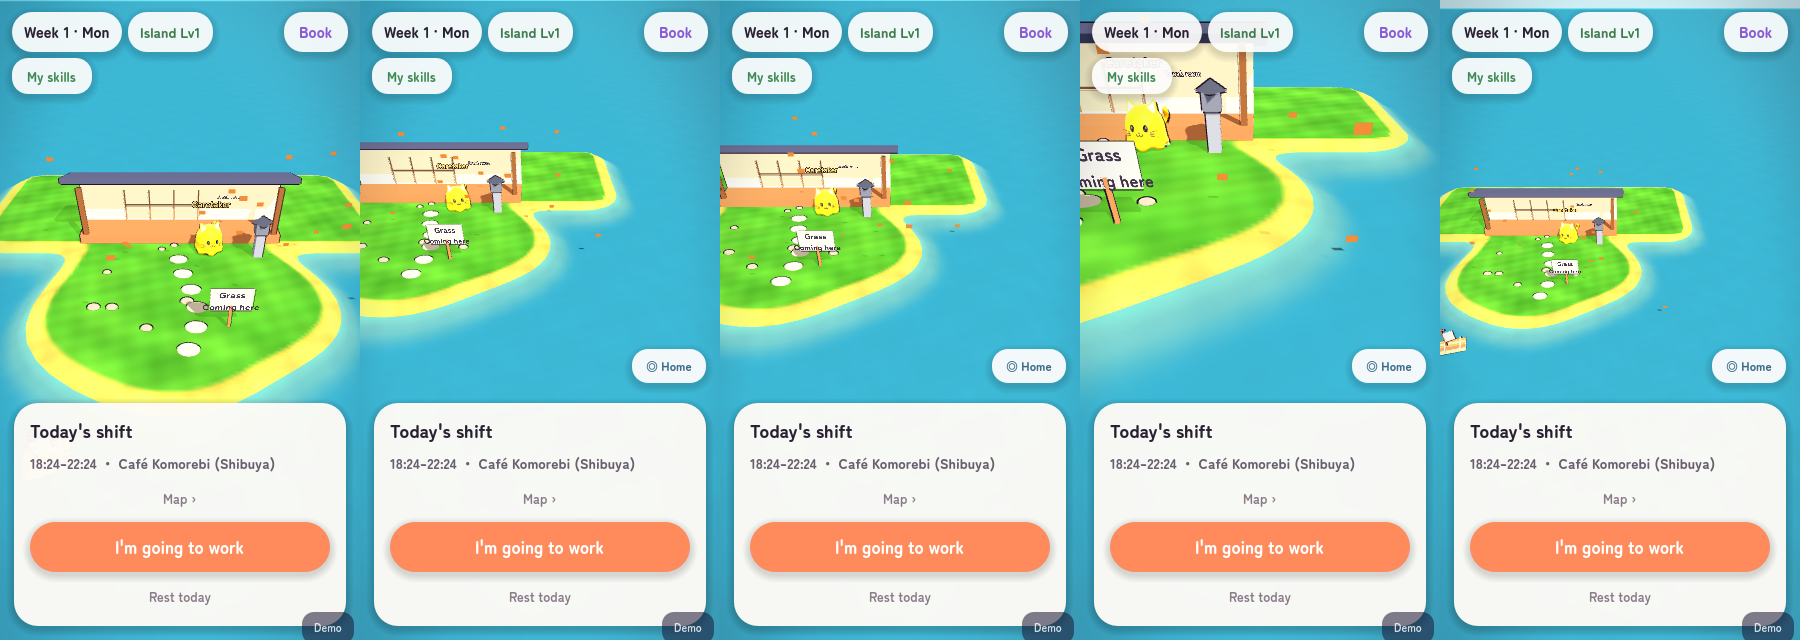 Week 1 · Mon
Island Lv1
Book
My skills
Caretaker
Grass
Coming here
Today's shift
18:24–22:24 • Café Komorebi (Shibuya)
Map ›
I'm going to work
Rest today
Demo
Week 1 · Mon
Island Lv1
Book
My skills
Caretaker
Grass
Coming here
◎ Home
Today's shift
18:24–22:24 • Café Komorebi (Shibuya)
Map ›
I'm going to work
Rest today
Demo
Week 1 · Mon
Island Lv1
Book
My skills
Caretaker
Grass
Coming here
◎ Home
Today's shift
18:24–22:24 • Café Komorebi (Shibuya)
Map ›
I'm going to work
Rest today
Demo
Week 1 · Mon
Island Lv1
Book
My skills
Grass
ming here
◎ Home
Today's shift
18:24–22:24 • Café Komorebi (Shibuya)
Map ›
I'm going to work
Rest today
Demo
Week 1 · Mon
Island Lv1
Book
My skills
Grass
Coming here
◎ Home
Today's shift
18:24–22:24 • Café Komorebi (Shibuya)
Map ›
I'm going to work
Rest today
Demo